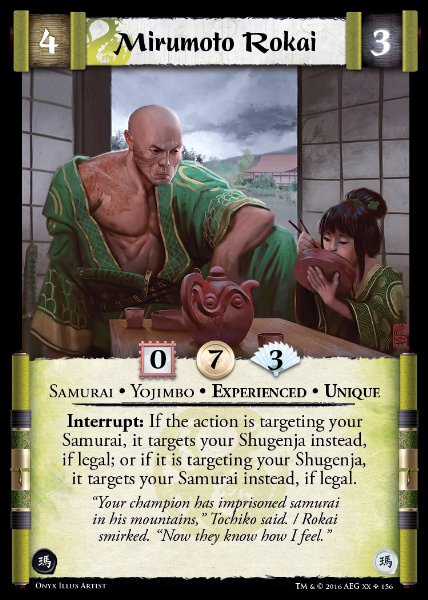 4 Mirumoto Rokai 3
0 7 3
Samurai • Yojimbo • Experienced • Unique
Interrupt: If the action is targeting your
Samurai, it targets your Shugenja instead,
if legal; or if it is targeting your Shugenja,
it targets your Samurai instead, if legal.
“Your champion has imprisoned samurai
in his mountains,” Tochiko said. / Rokai
smirked. “Now they know how I feel.”
瑪 瑪
Onyx Illus Artist TM & © 2016 AEG XX ❖ 156